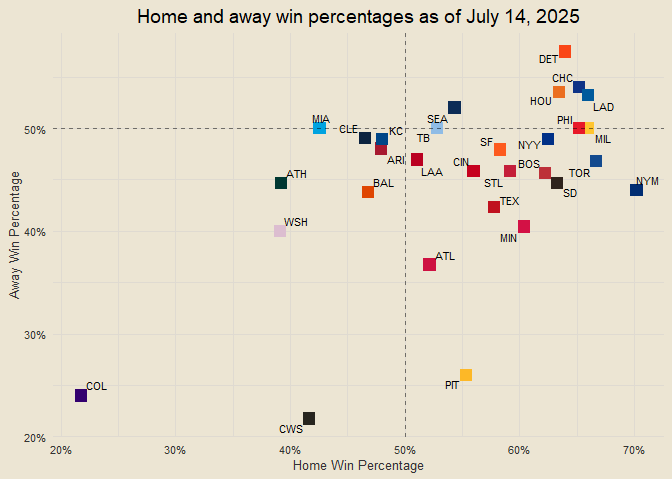 Home and away win percentages as of July 14, 2025
DET
CHC
HOU
LAD
50%
MIA
CLE
KC
SEA
TB
PHI
MIL
SF
NYY
ARI
LAA
CIN
BOS
STL
TOR
ATH
BAL
SD
NYM
TEX
40%
WSH
MIN
ATL
30%
PIT
COL
CWS
20%
Away Win Percentage
20%
30%
40%
50%
60%
70%
Home Win Percentage